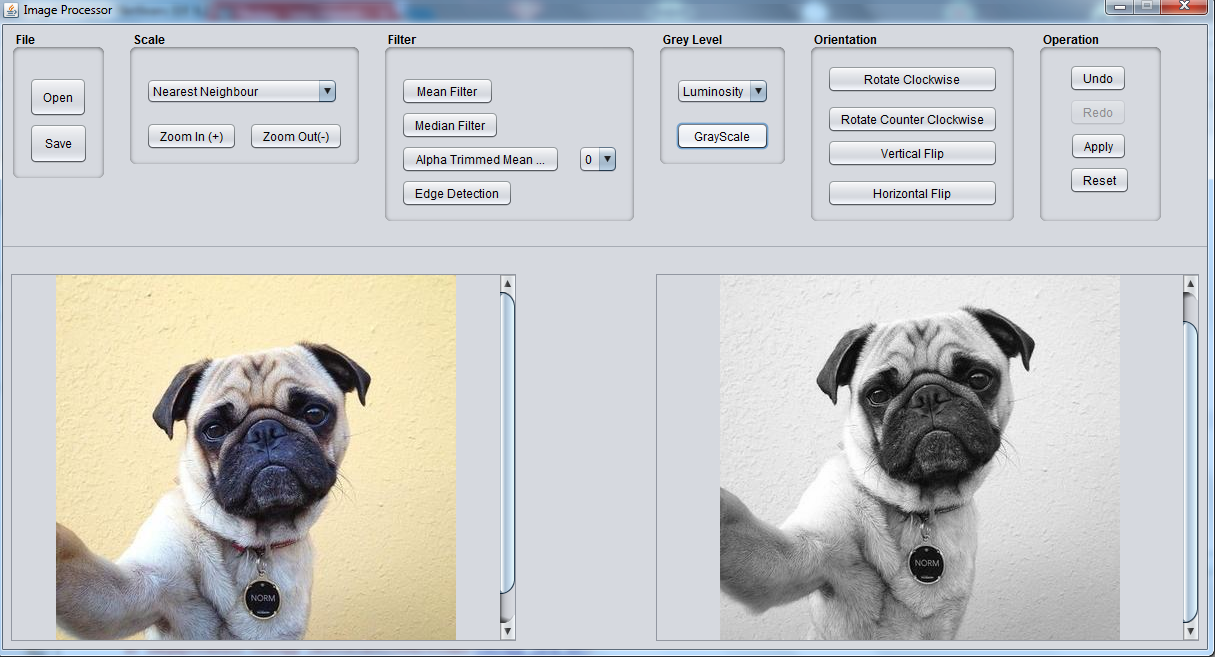 Image Processor
File
Scale
Filter
Grey Level
Orientation
Operation
Open
Save
Nearest Neighbour
Zoom In (+)
Zoom Out(-)
Mean Filter
Median Filter
Alpha Trimmed Mean ...
0
Edge Detection
Luminosity
GrayScale
Rotate Clockwise
Rotate Counter Clockwise
Vertical Flip
Horizontal Flip
Undo
Redo
Apply
Reset
NORM
NORM